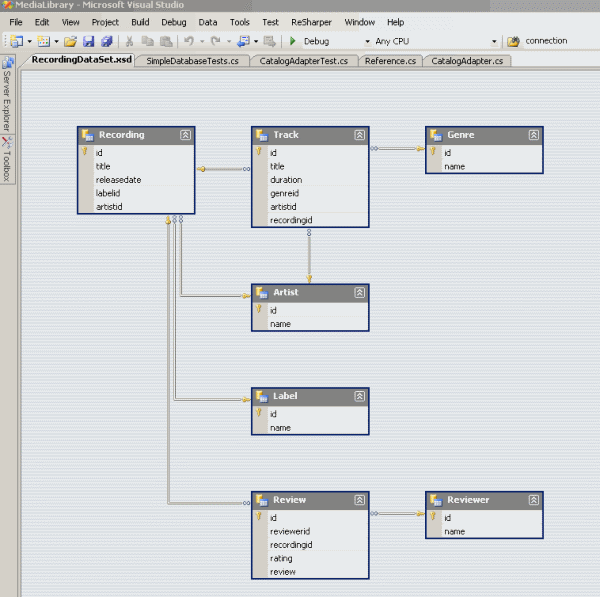 MediaLibrary - Microsoft Visual Studio
File Edit View Project Build Debug Data Tools Test ReSharper Window Help
Debug Any CPU connection
RecordingDataSet.xsd SimpleDatabaseTests.cs CatalogAdapterTest.cs Reference.cs CatalogAdapter.cs
Server Explorer
Toolbox
Recording
id
title
releasedate
labelid
artistid
Track
id
title
duration
genreid
artistid
recordingid
Genre
id
name
Artist
id
name
Label
id
name
Review
id
reviewerid
recordingid
rating
review
Reviewer
id
name